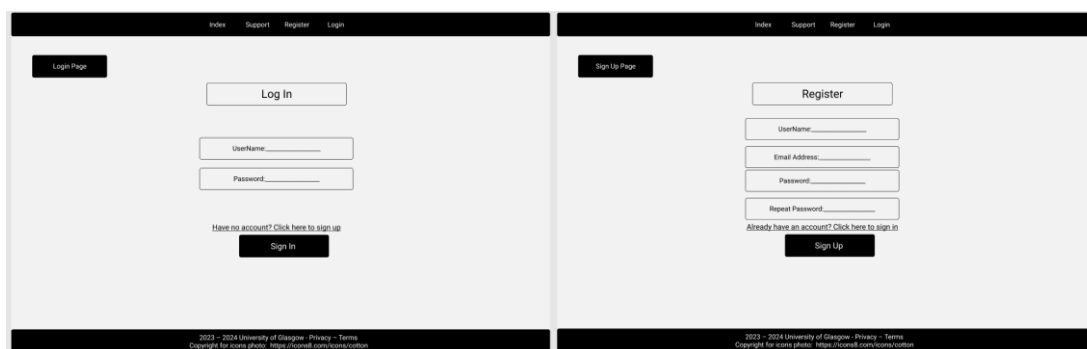 Index Support Register Login
Login Page
Log In
UserName:
Password:
Have no account? Click here to sign up
Sign In
2023 – 2024 University of Glasgow - Privacy – Terms
Copyright for icons photo: https://icons8.com/icons/cotton
Index Support Register Login
Sign Up Page
Register
UserName:
Email Address:
Password:
Repeat Password:
Already have an account? Click here to sign in
Sign Up
2023 – 2024 University of Glasgow - Privacy – Terms
Copyright for icons photo: https://icons8.com/icons/cotton